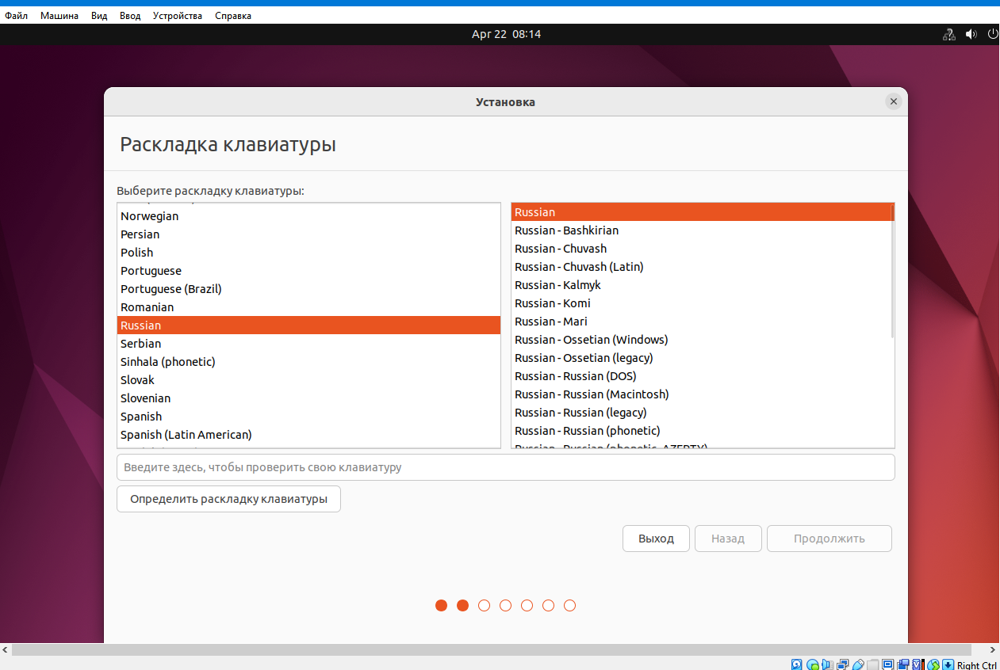 Файл Машина Вид Ввод Устройства Справка
Apr 22 08:14
Установка
Раскладка клавиатуры
Выберите раскладку клавиатуры:
Norwegian
Persian
Polish
Portuguese
Portuguese (Brazil)
Romanian
Russian
Serbian
Sinhala (phonetic)
Slovak
Slovenian
Spanish
Spanish (Latin American)
Russian
Russian - Bashkirian
Russian - Chuvash
Russian - Chuvash (Latin)
Russian - Kalmyk
Russian - Komi
Russian - Mari
Russian - Ossetian (Windows)
Russian - Ossetian (legacy)
Russian - Russian (DOS)
Russian - Russian (Macintosh)
Russian - Russian (legacy)
Russian - Russian (phonetic)
Russian - Russian (phonetic, AZERTY)
Введите здесь, чтобы проверить свою клавиатуру
Определить раскладку клавиатуры
Выход Назад Продолжить
Right Ctrl